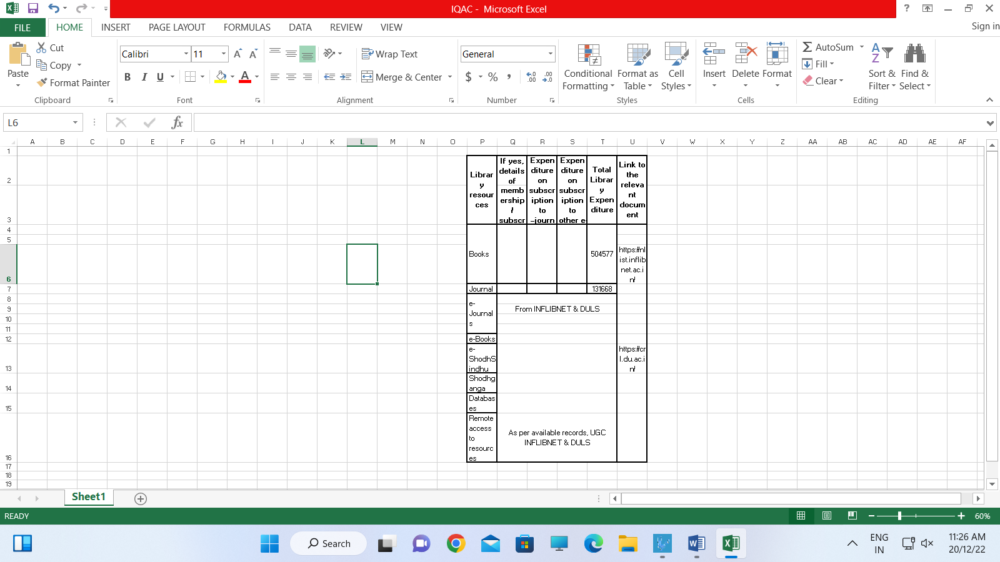 IQAC - Microsoft Excel
?
FILE HOME INSERT PAGE LAYOUT FORMULAS DATA REVIEW VIEW Sign in
Paste
Cut
Copy
Format Painter
Clipboard
Calibri 11 A A
B I U A
Font
Wrap Text
Merge & Center
Alignment
General
$ % , .0 .00 .00 .0
Number
Conditional Formatting
Format as Table
Cell Styles
Styles
Insert Delete Format
Cells
AutoSum
Fill
Clear
Sort & Filter
Find & Select
Editing
L6 fx
A B C D E F G H I J K L M N O P Q R S T U V W X Y Z AA AB AC AD AE AF
1
2
3
4
5
6
7
8
9
10
11
12
13
14
15
16
17
18
19
Librar
y
resour
ces
If yes,
details
of
memb
ership
/
subscr
Expen
diture
on
subscr
iption
to
-journ
Expen
diture
on
subscr
iption
to
other e
Total
Librar
y
Expen
diture
Link to
the
releva
nt
docum
ent
Books
504577
https://nl
ist.inflib
net.ac.i
n/
Journal
131668
e-
Journal
s
From INFLIBNET & DULS
e-Books
e-
ShodhS
indhu
https://cr
l.du.ac.i
n/
Shodhg
anga
Databas
es
Remote
access
to
resourc
es
As per available records, UGC
INFLIBNET & DULS
Sheet1
READY
60%
Search
ENG
IN
11:26 AM
20/12/22